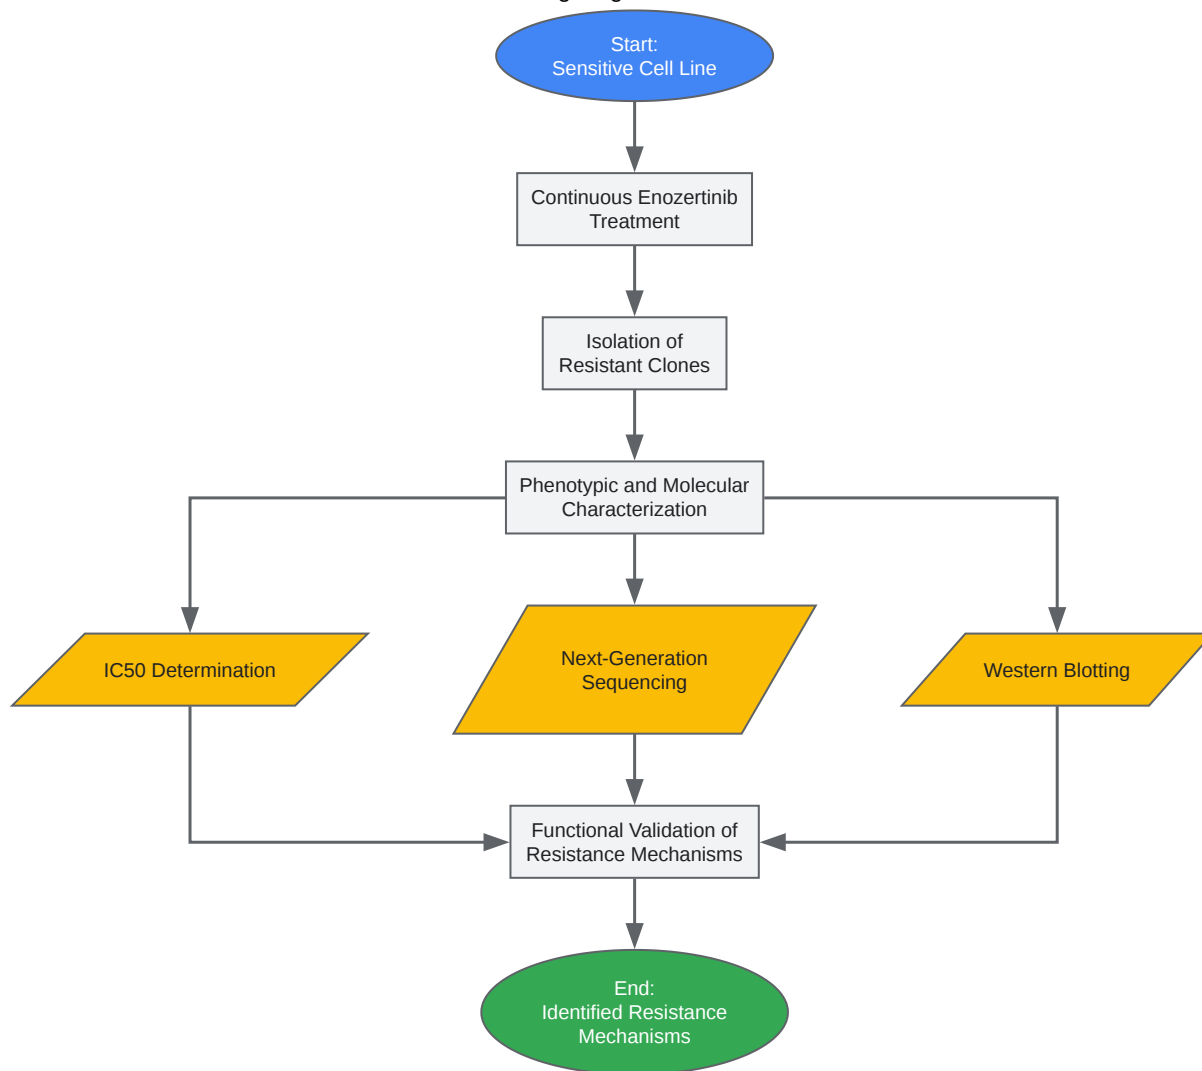 Start:
Sensitive Cell Line
Continuous Enozertinib
Treatment
Isolation of
Resistant Clones
Phenotypic and Molecular
Characterization
IC50 Determination
Next-Generation
Sequencing
Western Blotting
Functional Validation of
Resistance Mechanisms
End:
Identified Resistance
Mechanisms